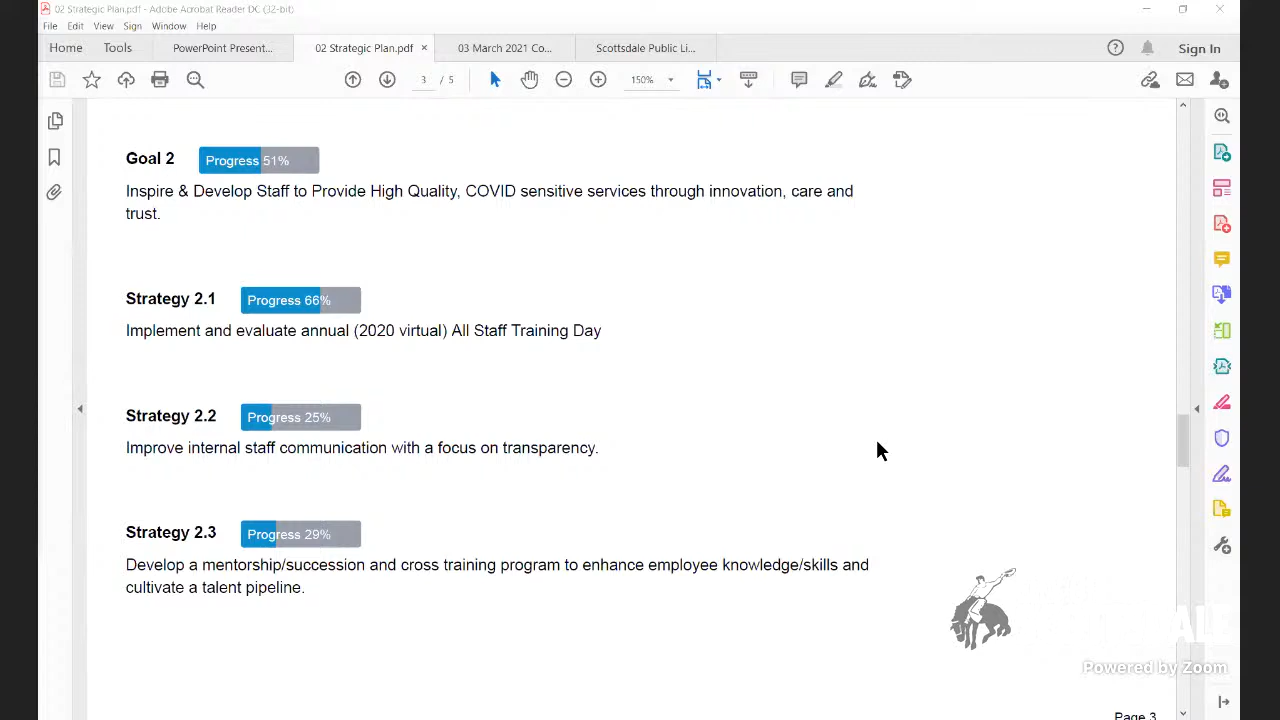 02 Strategic Plan.pdf - Adobe Acrobat Reader DC (32-bit)
File Edit View Sign Window Help
Home Tools PowerPoint Present... 02 Strategic Plan.pdf × 03 March 2021 Co... Scottsdale Public Li... Sign In
3 / 5 150%
Goal 2 Progress 51%
Inspire & Develop Staff to Provide High Quality, COVID sensitive services through innovation, care and
trust.
Strategy 2.1 Progress 66%
Implement and evaluate annual (2020 virtual) All Staff Training Day
Strategy 2.2 Progress 25%
Improve internal staff communication with a focus on transparency.
Strategy 2.3 Progress 29%
Develop a mentorship/succession and cross training program to enhance employee knowledge/skills and
cultivate a talent pipeline.
Powered by Zoom
Page 3